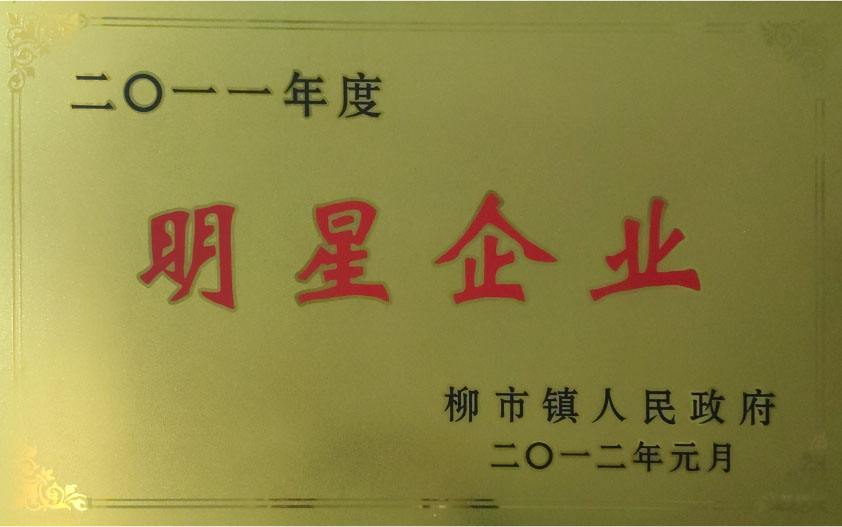 二〇一一年度
明星企业
柳市镇人民政府
二〇一二年元月